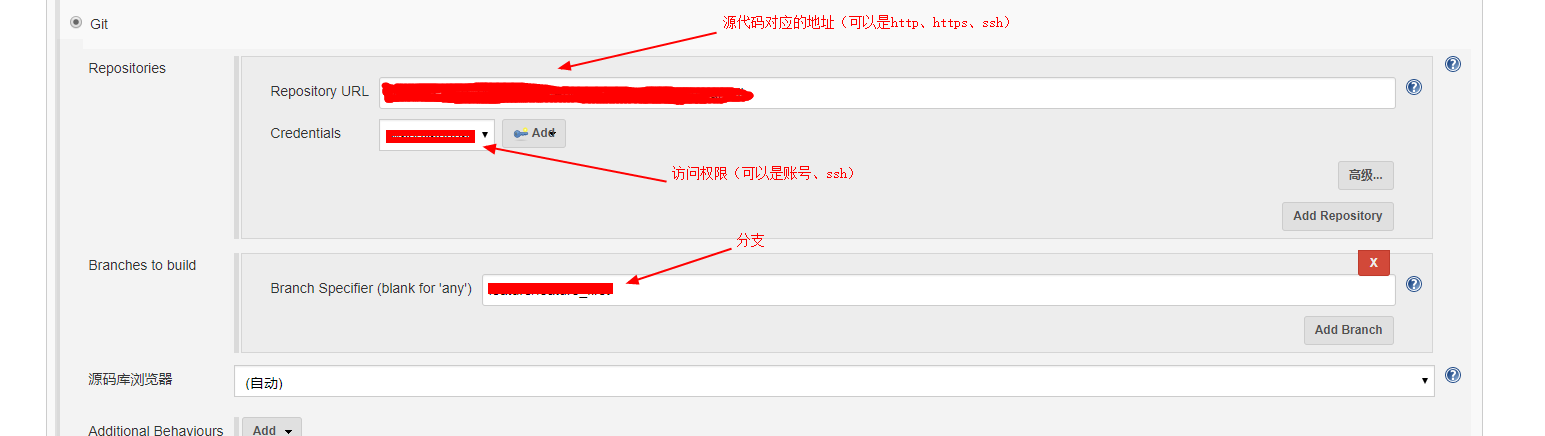 Git
源代码对应的地址（可以是http、https、ssh）
Repositories
Repository URL
Credentials
Add
访问权限（可以是账号、ssh）
高级...
Add Repository
分支
Branches to build
X
Branch Specifier (blank for 'any')
Add Branch
源码库浏览器
(自动)
Additional Behaviours
Add